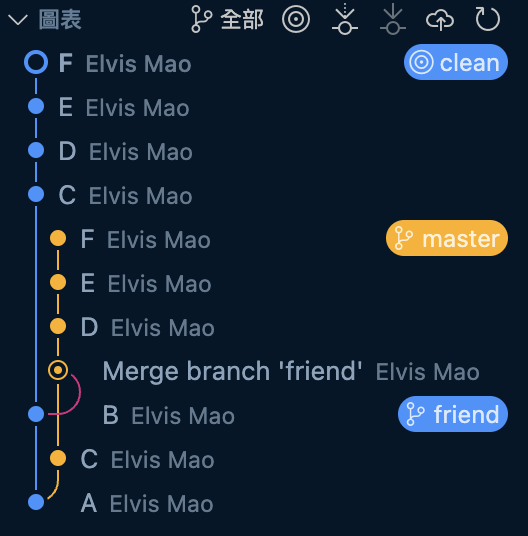 圖表 全部
F Elvis Mao clean
E Elvis Mao
D Elvis Mao
C Elvis Mao
F Elvis Mao master
E Elvis Mao
D Elvis Mao
Merge branch 'friend' Elvis Mao
B Elvis Mao friend
C Elvis Mao
A Elvis Mao